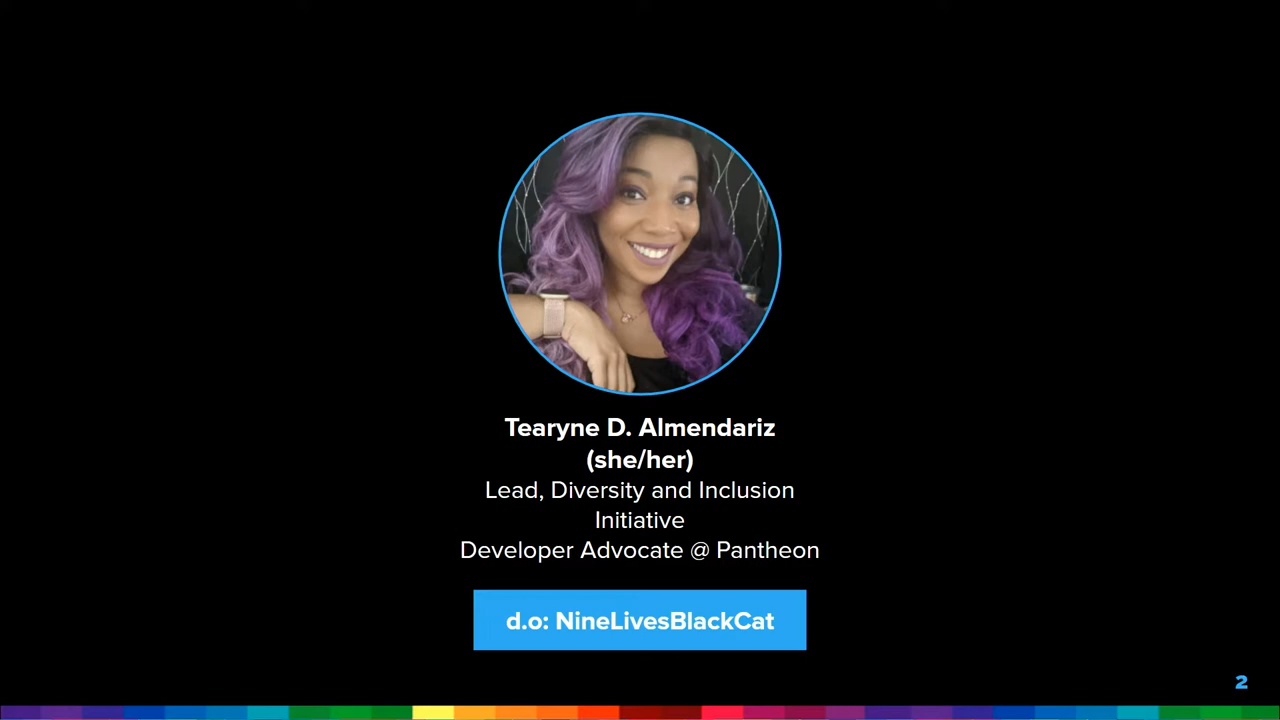 Tearyne D. Almendariz
(she/her)
Lead, Diversity and Inclusion
Initiative
Developer Advocate @ Pantheon
d.o: NineLivesBlackCat
2